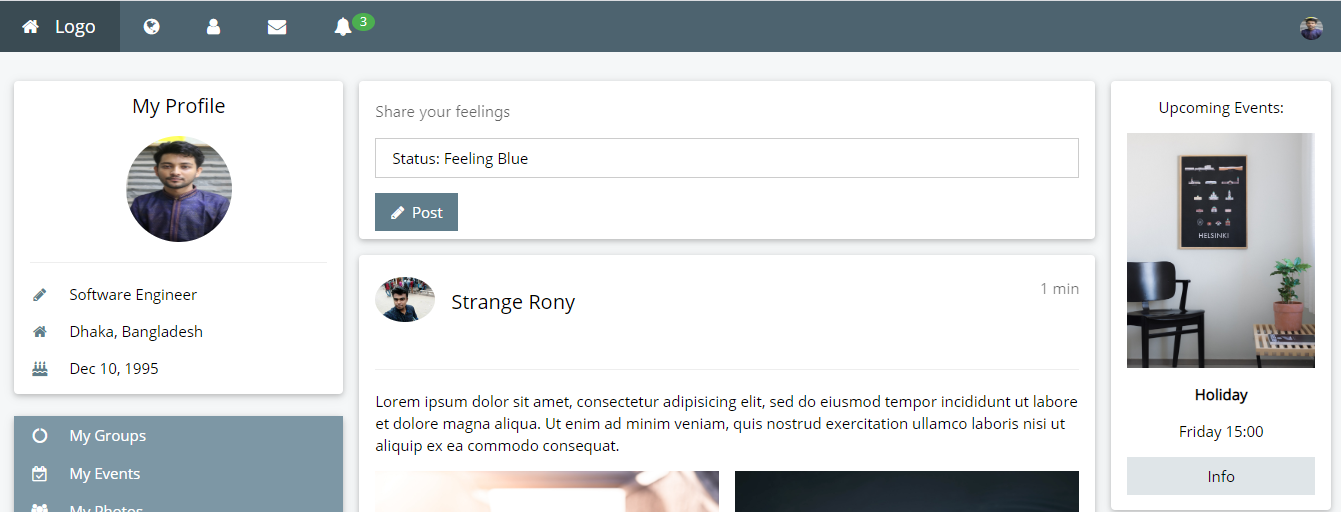 Logo
3
My Profile
Software Engineer
Dhaka, Bangladesh
Dec 10, 1995
My Groups
My Events
My Photos
Share your feelings
Status: Feeling Blue
Post
Strange Rony
1 min
Lorem ipsum dolor sit amet, consectetur adipisicing elit, sed do eiusmod tempor incididunt ut labore
et dolore magna aliqua. Ut enim ad minim veniam, quis nostrud exercitation ullamco laboris nisi ut
aliquip ex ea commodo consequat.
Upcoming Events:
HELSINKI
Holiday
Friday 15:00
Info